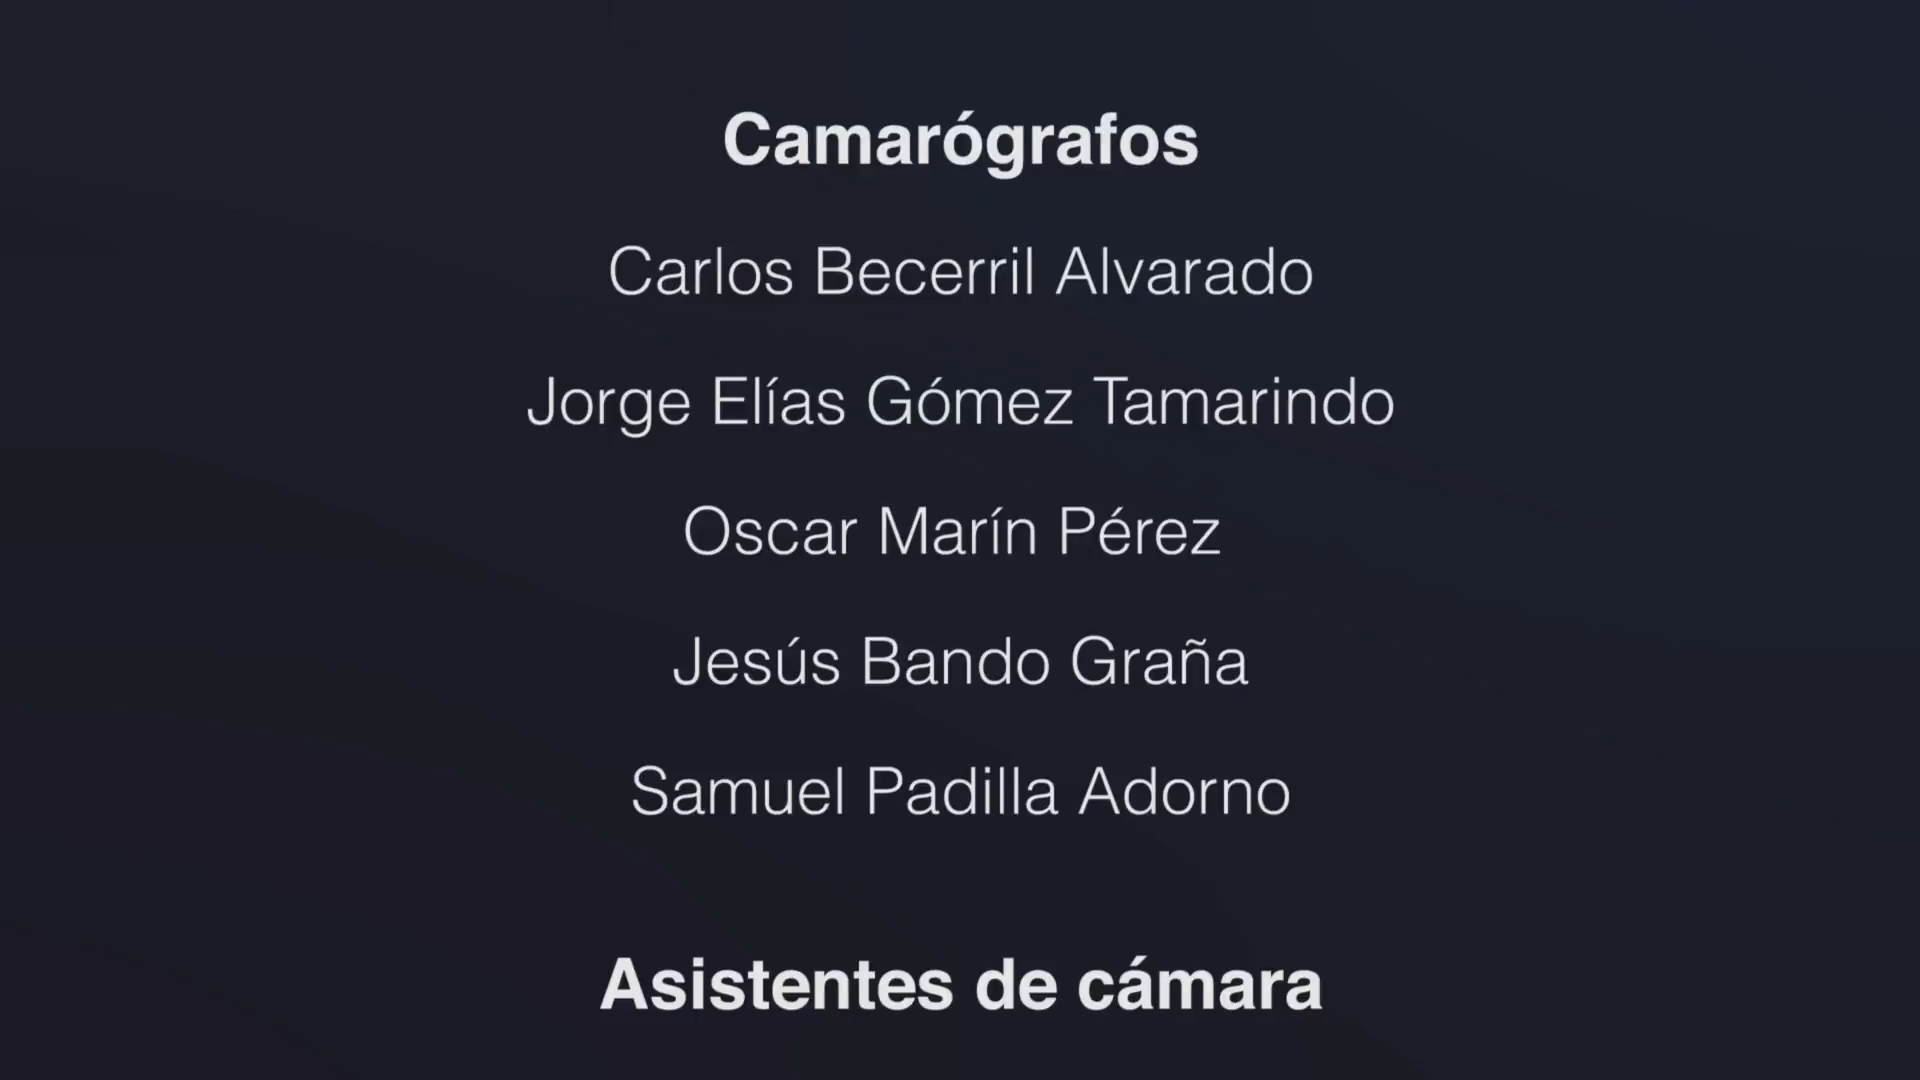 Camarógrafos
Carlos Becerril Alvarado
Jorge Elías Gómez Tamarindo
Oscar Marín Pérez
Jesús Bando Graña
Samuel Padilla Adorno
Asistentes de cámara